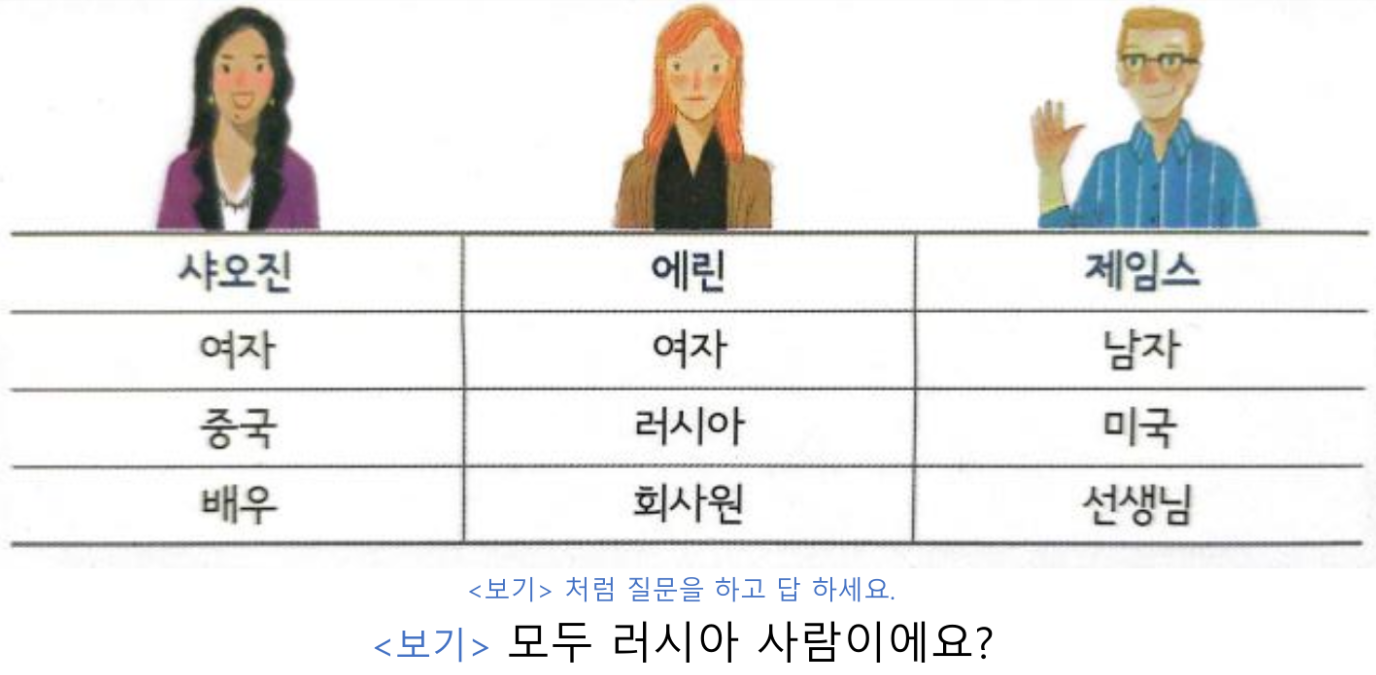 샤오진 에린 제임스
여자 여자 남자
중국 러시아 미국
배우 회사원 선생님
<보기> 처럼 질문을 하고 답 하세요.
<보기> 모두 러시아 사람이에요?